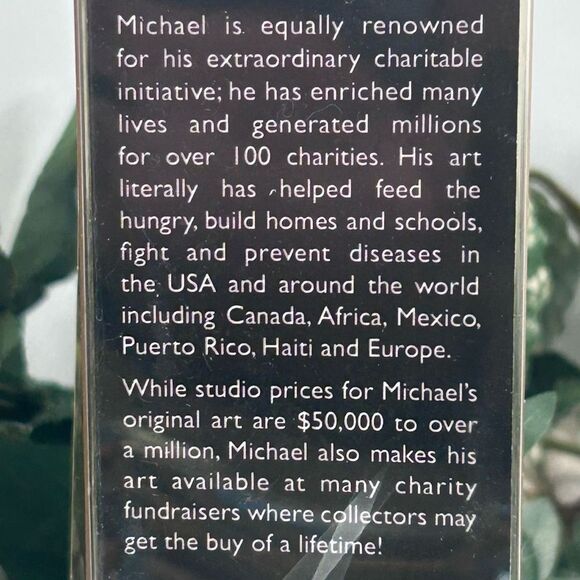 Michael is equally renowned
for his extraordinary charitable
initiative; he has enriched many
lives and generated millions
for over 100 charities. His art
literally has helped feed the
hungry, build homes and schools,
fight and prevent diseases in
the USA and around the world
including Canada, Africa, Mexico,
Puerto Rico, Haiti and Europe.
While studio prices for Michael's
original art are $50,000 to over
a million, Michael also makes his
art available at many charity
fundraisers where collectors may
get the buy of a lifetime!